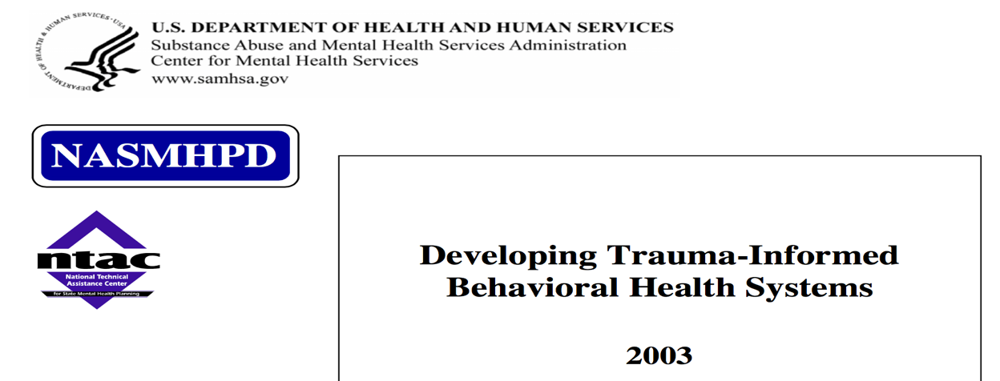 DEPARTMENT OF HEALTH & HUMAN SERVICES · USA
U.S. DEPARTMENT OF HEALTH AND HUMAN SERVICES
Substance Abuse and Mental Health Services Administration
Center for Mental Health Services
www.samhsa.gov
NASMHPD
ntac
National Technical
Assistance Center
for State Mental Health Planning
Developing Trauma-Informed
Behavioral Health Systems
2003